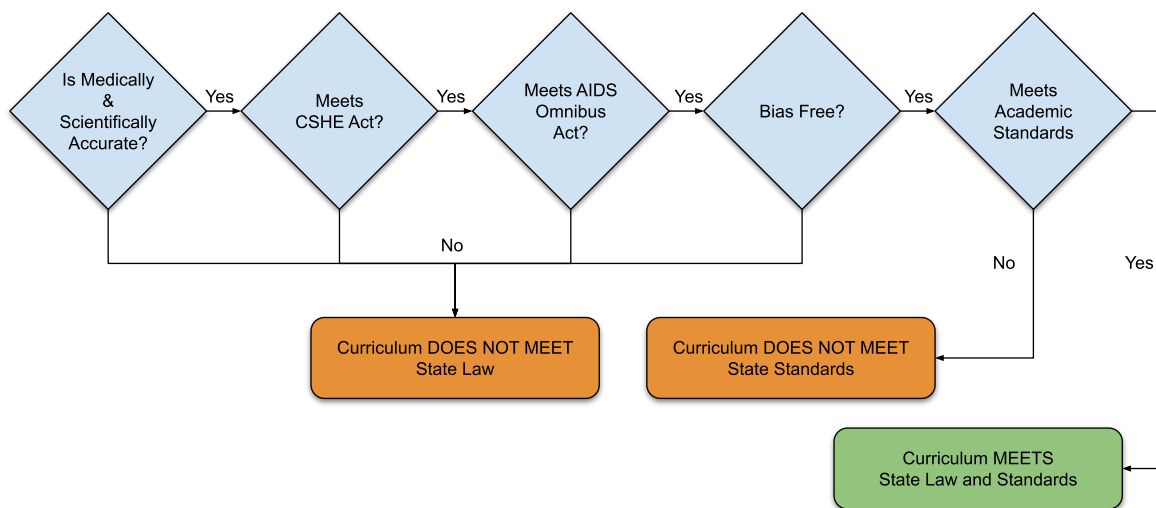 Is Medically
&
Scientifically
Accurate?
Yes
Meets
CSHE Act?
Yes
Meets AIDS
Omnibus
Act?
Yes
Bias Free?
Yes
Meets
Academic
Standards
No
No
Yes
Curriculum DOES NOT MEET
State Law
Curriculum DOES NOT MEET
State Standards
Curriculum MEETS
State Law and Standards